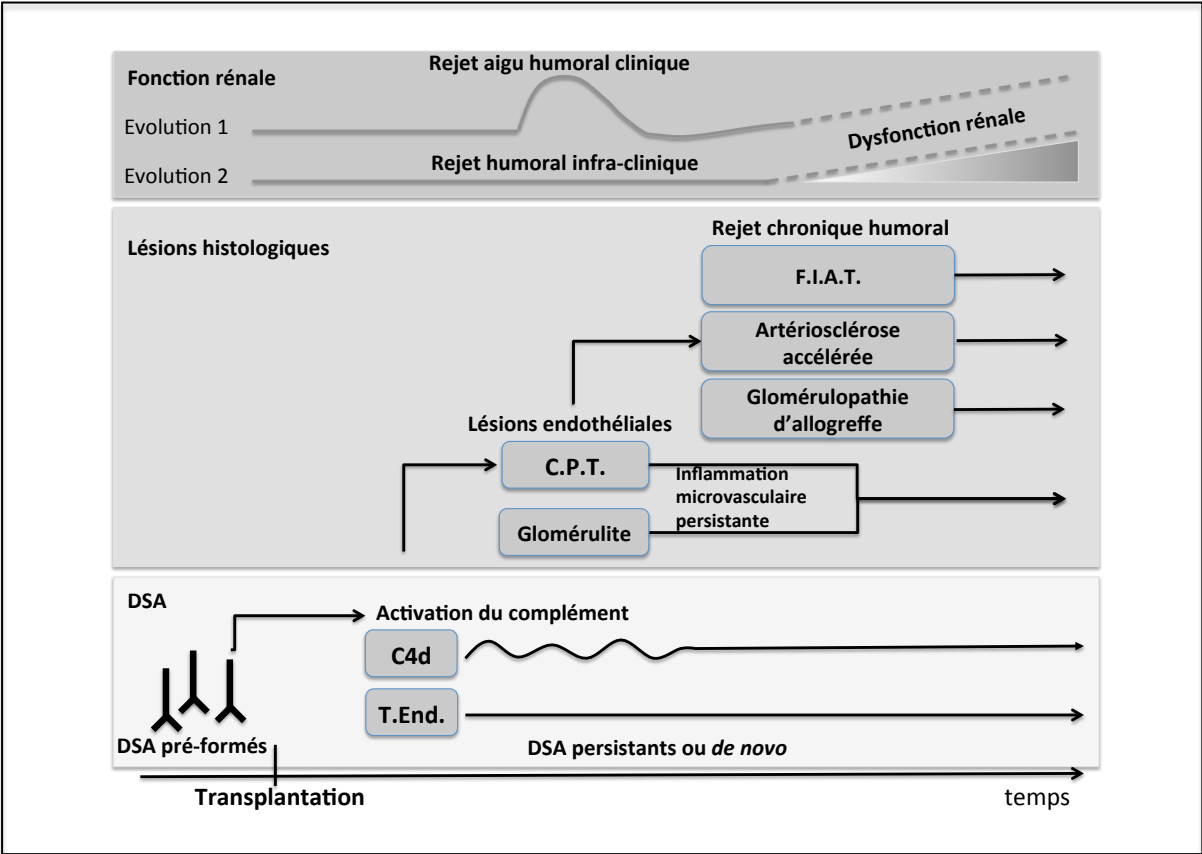 Fonction rénale
Rejet aigu humoral clinique
Evolution 1
Dysfonction rénale
Rejet humoral infra-clinique
Evolution 2
Lésions histologiques
Rejet chronique humoral
F.I.A.T.
Artériosclérose
accélérée
Glomérulopathie
d'allogreffe
Lésions endothéliales
C.P.T.
Inflammation
microvasculaire
persistante
Glomérulite
DSA
Activation du complément
C4d
T.End.
DSA pré-formés
DSA persistants ou de novo
Transplantation
temps